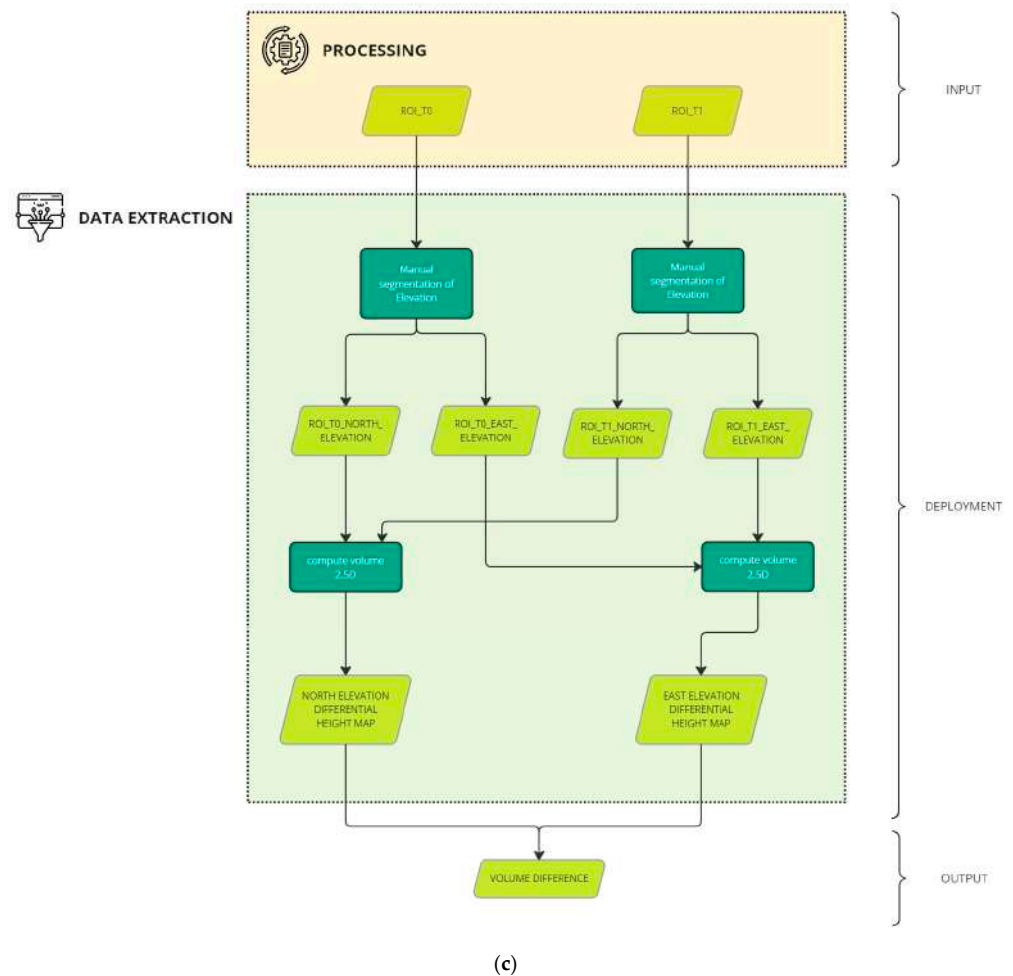 PROCESSING
ROI_T0
ROI_T1
INPUT
DATA EXTRACTION
Manual
segmentation of
Elevation
Manual
segmentation of
Elevation
ROI_T0_NORTH_
ELEVATION
ROI_T0_EAST_
ELEVATION
ROI_T1_NORTH_
ELEVATION
ROI_T1_EAST_
ELEVATION
DEPLOYMENT
compute volume
2.5D
compute volume
2.5D
NORTH ELEVATION
DIFFERENTIAL
HEIGHT MAP
EAST ELEVATION
DIFFERENTIAL
HEIGHT MAP
VOLUME DIFFERENCE
OUTPUT
(c)